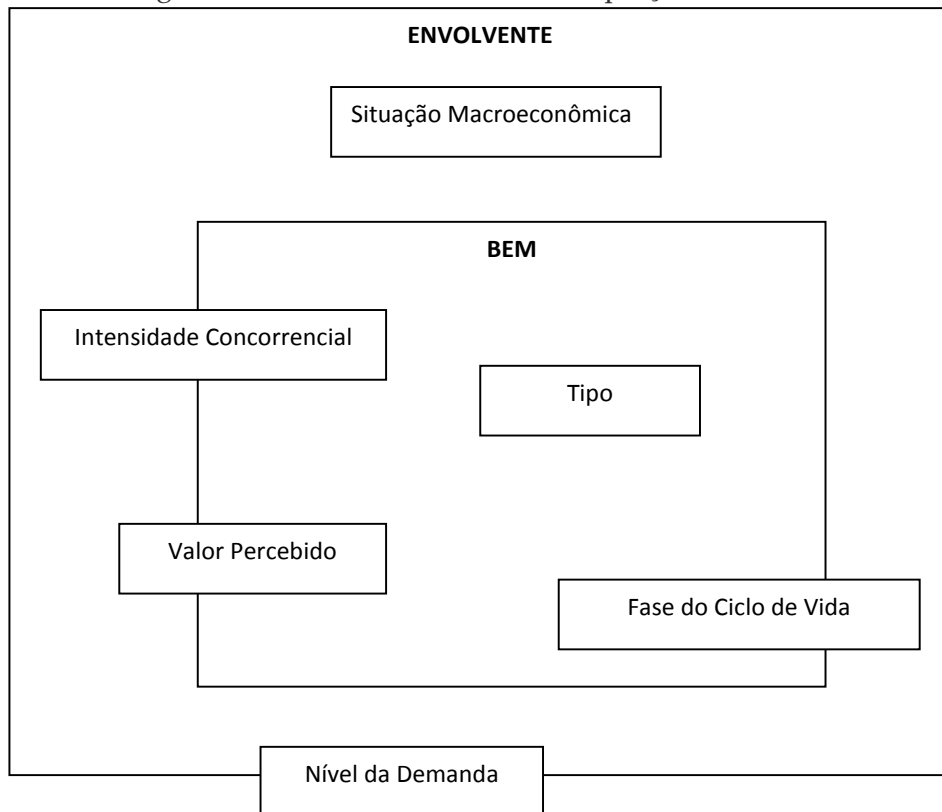 ENVOLVENTE
Situação Macroeconômica
BEM
Intensidade Concorrencial
Tipo
Valor Percebido
Fase do Ciclo de Vida
Nível da Demanda